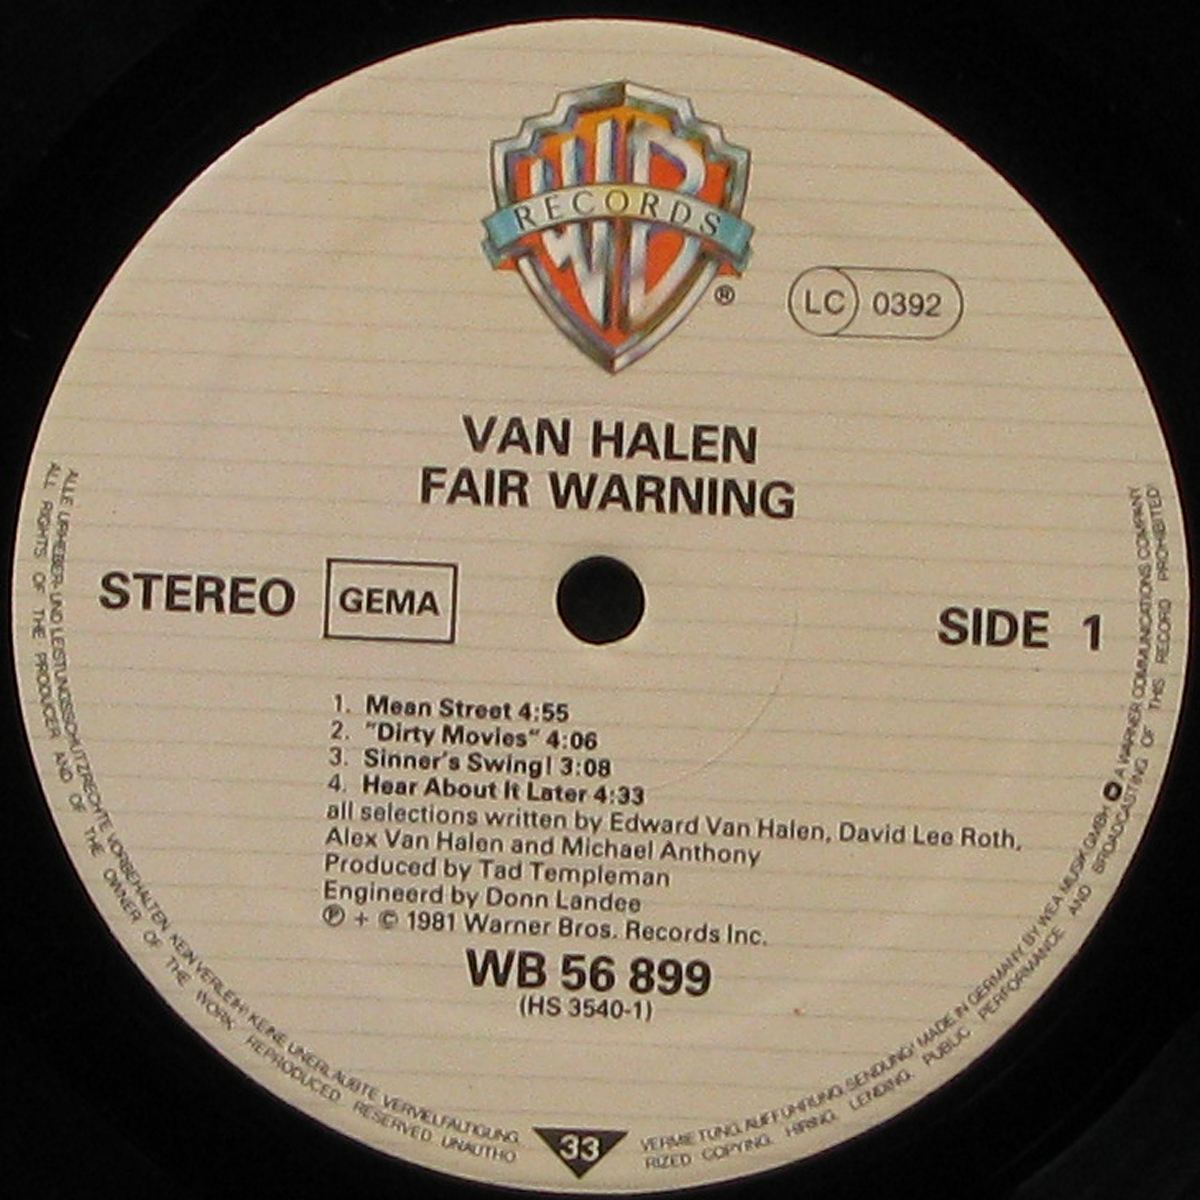 WB
RECORDS
®
LC 0392
VAN HALEN
FAIR WARNING
STEREO GEMA SIDE 1
1. Mean Street 4:55
2. "Dirty Movies" 4:06
3. Sinner's Swing! 3:08
4. Hear About It Later 4:33
all selections written by Edward Van Halen, David Lee Roth,
Alex Van Halen and Michael Anthony
Produced by Tad Templeman
Engineerd by Donn Landee
℗ + © 1981 Warner Bros. Records Inc.
WB 56 899
(HS 3540-1)
33
ALLE URHEBER- UND LEISTUNGSSCHUTZRECHTE VORBEHALTEN. KEIN VERLEIH! KEINE UNERLAUBTE VERVIELFÄLTIGUNG, VERMIETUNG, AUFFÜHRUNG, SENDUNG! MADE IN GERMANY BY WEA MUSIK GMBH A WARNER COMMUNICATIONS COMPANY
ALL RIGHTS OF THE PRODUCER AND OF THE OWNER OF THE WORK REPRODUCED RESERVED UNAUTHORIZED COPYING, HIRING, LENDING, PUBLIC PERFORMANCE AND BROADCASTING OF THIS RECORD PROHIBITED!